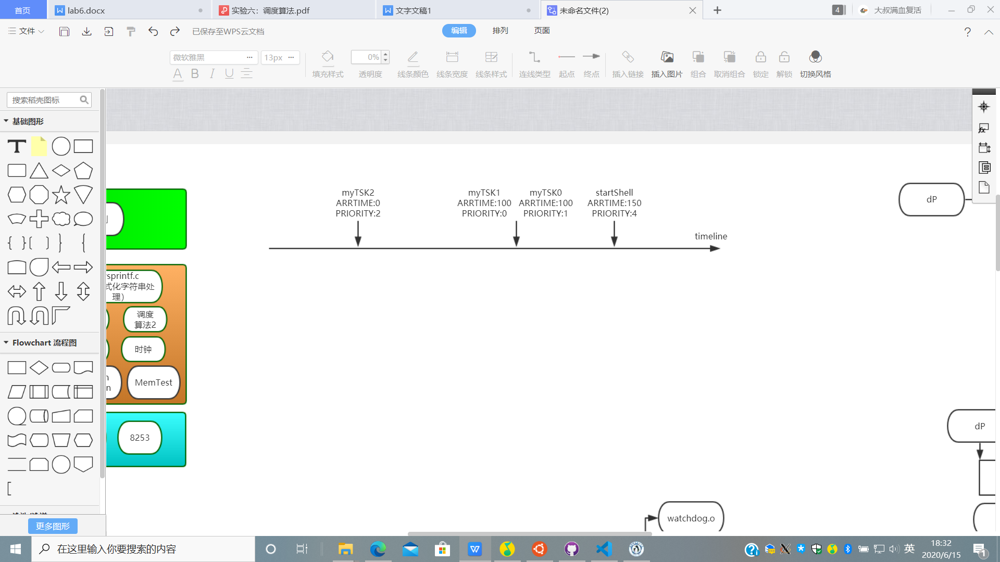 首页
lab6.docx
实验六：调度算法.pdf
文字文稿1
未命名文件(2)
4
大叔满血复活
文件
已保存至WPS云文档
编辑
排列
页面
微软雅黑
13px
0%
填充样式
透明度
线条颜色
线条宽度
线条样式
连线类型
起点
终点
插入链接
插入图片
组合
取消组合
锁定
解锁
切换风格
搜索稻壳图标
基础图形
Flowchart 流程图
更多图形
sprintf.c
式化字符串处
理）
调度
算法2
时钟
n
n
MemTest
8253
myTSK2
ARRTIME:0
PRIORITY:2
myTSK1
ARRTIME:100
PRIORITY:0
myTSK0
ARRTIME:100
PRIORITY:1
startShell
ARRTIME:150
PRIORITY:4
timeline
dP
dP
watchdog.o
在这里输入你要搜索的内容
英
18:32
2020/6/15
1